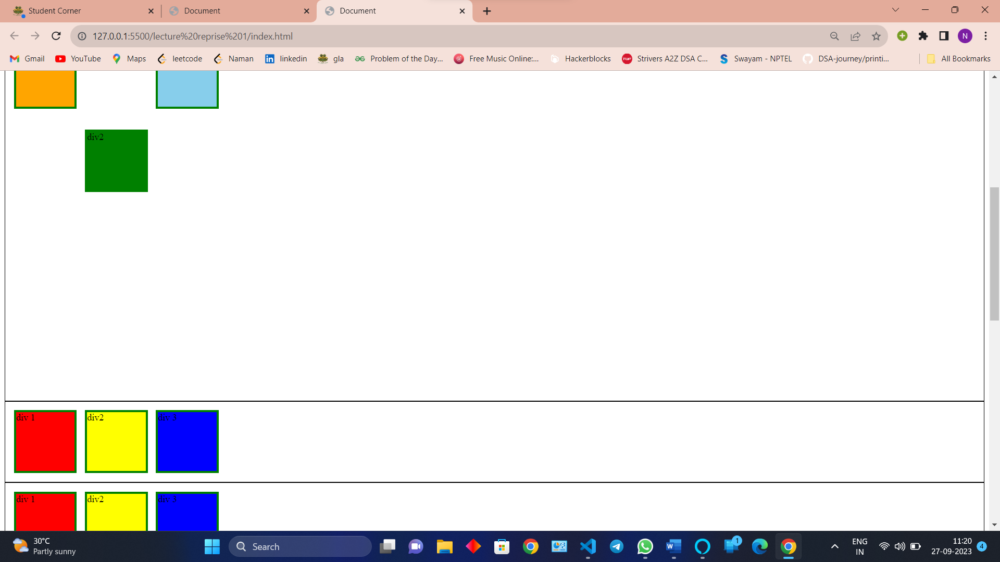 Student Corner
Document
Document
127.0.0.1:5500/lecture%20reprise%201/index.html
N
Gmail
YouTube
Maps
leetcode
Naman
linkedin
gla
Problem of the Day...
Free Music Online:...
Hackerblocks
TUF
Strivers A2Z DSA C...
Swayam - NPTEL
DSA-journey/printi...
All Bookmarks
div2
div 1
div2
div 3
div 1
div2
div 3
30°C
Partly sunny
Search
1
ENG
IN
11:20
27-09-2023
4